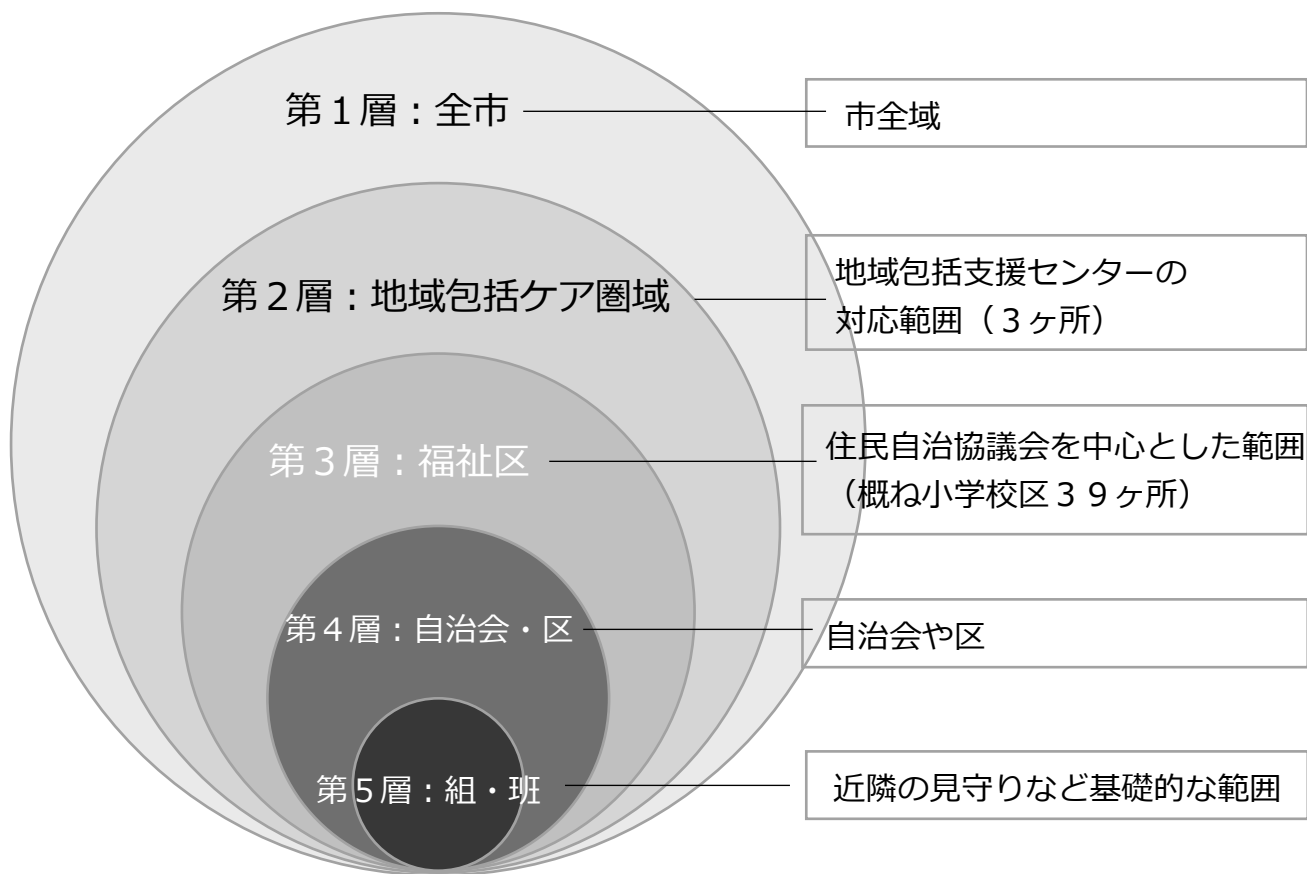 第１層：全市
市全域
第２層：地域包括ケア圏域
地域包括支援センターの
対応範囲（３ヶ所）
第３層：福祉区
住民自治協議会を中心とした範囲
（概ね小学校区３９ヶ所）
第４層：自治会・区
自治会や区
第５層：組・班
近隣の見守りなど基礎的な範囲